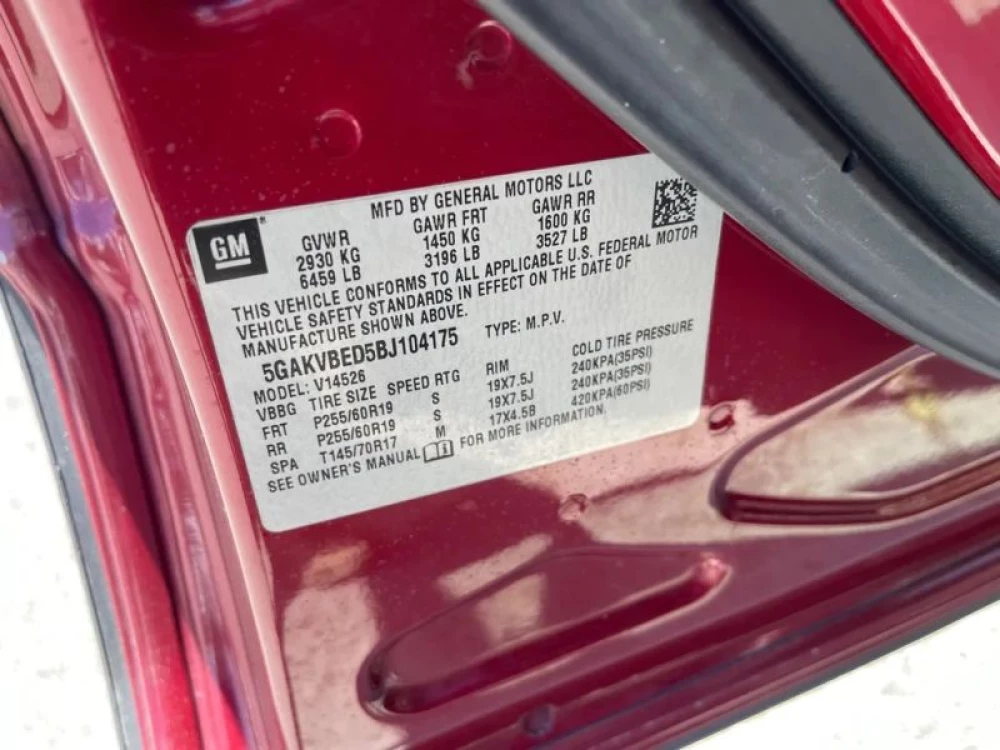 GM
MFD BY GENERAL MOTORS LLC
GVWR GAWR FRT GAWR RR
2930 KG 1450 KG 1600 KG
6459 LB 3196 LB 3527 LB
THIS VEHICLE CONFORMS TO ALL APPLICABLE U.S. FEDERAL MOTOR
VEHICLE SAFETY STANDARDS IN EFFECT ON THE DATE OF
MANUFACTURE SHOWN ABOVE.
5GAKVBED5BJ104175 TYPE: M.P.V.
MODEL: V14526
VBBG TIRE SIZE SPEED RTG RIM COLD TIRE PRESSURE
FRT P255/60R19 S 19X7.5J 240KPA(35PSI)
RR P255/60R19 S 19X7.5J 240KPA(35PSI)
SPA T145/70R17 M 17X4.5B 420KPA(60PSI)
SEE OWNER'S MANUAL FOR MORE INFORMATION.